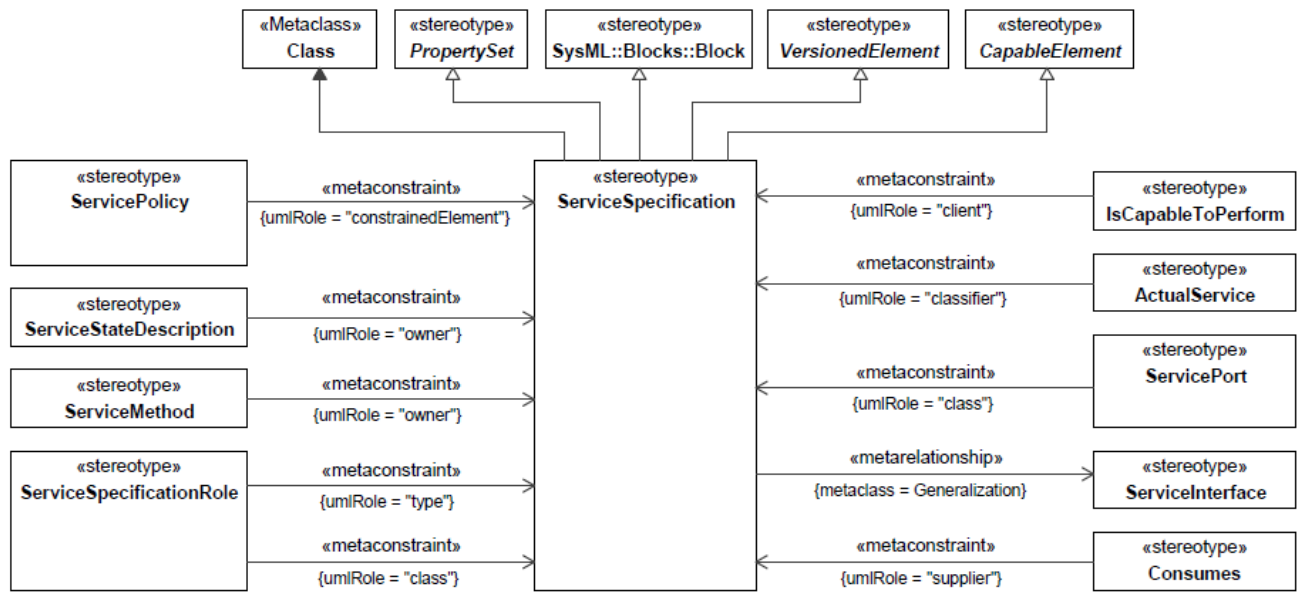 «Metaclass»
Class
«stereotype»
PropertySet
«stereotype»
SysML::Blocks::Block
«stereotype»
VersionedElement
«stereotype»
CapableElement
«stereotype»
ServicePolicy
«metaconstraint»
{umlRole = "constrainedElement"}
«stereotype»
ServiceStateDescription
«metaconstraint»
{umlRole = "owner"}
«stereotype»
ServiceMethod
«metaconstraint»
{umlRole = "owner"}
«stereotype»
ServiceSpecificationRole
«metaconstraint»
{umlRole = "type"}
«metaconstraint»
{umlRole = "class"}
«stereotype»
ServiceSpecification
«metaconstraint»
{umlRole = "client"}
«stereotype»
IsCapableToPerform
«metaconstraint»
{umlRole = "classifier"}
«stereotype»
ActualService
«metaconstraint»
{umlRole = "class"}
«stereotype»
ServicePort
«metarelationship»
{metaclass = Generalization}
«stereotype»
ServiceInterface
«metaconstraint»
{umlRole = "supplier"}
«stereotype»
Consumes